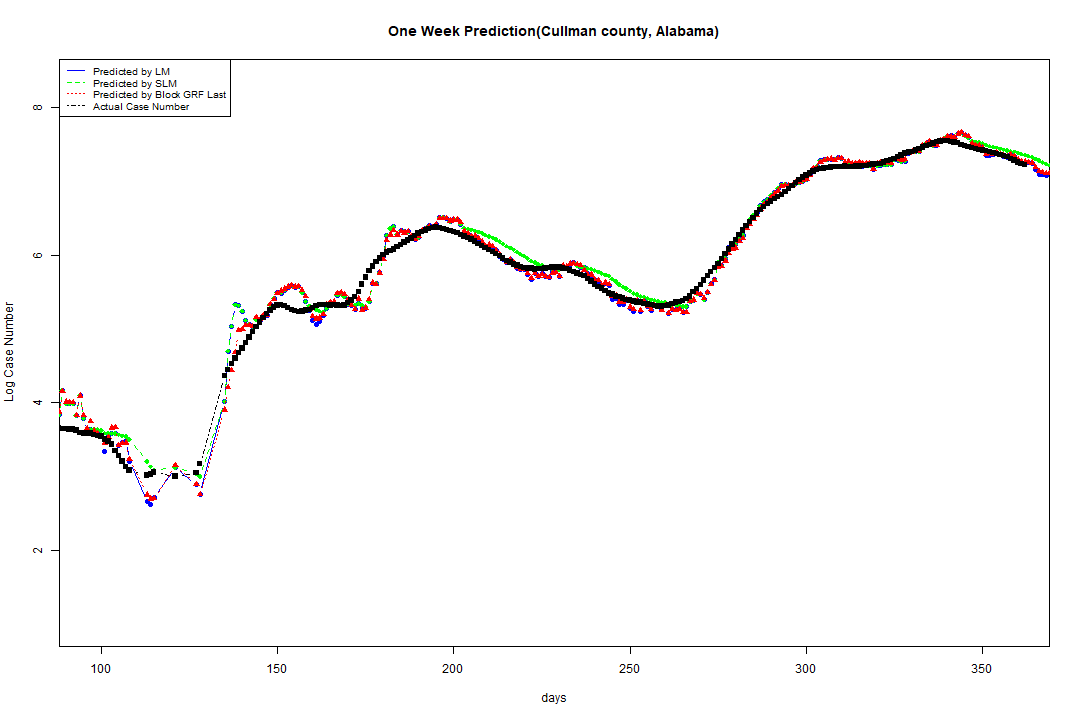 One Week Prediction(Cullman county, Alabama)
Predicted by LM
Predicted by SLM
Predicted by Block GRF Last
Actual Case Number
8
6
4
2
Log Case Number
100 150 200 250 300 350
days